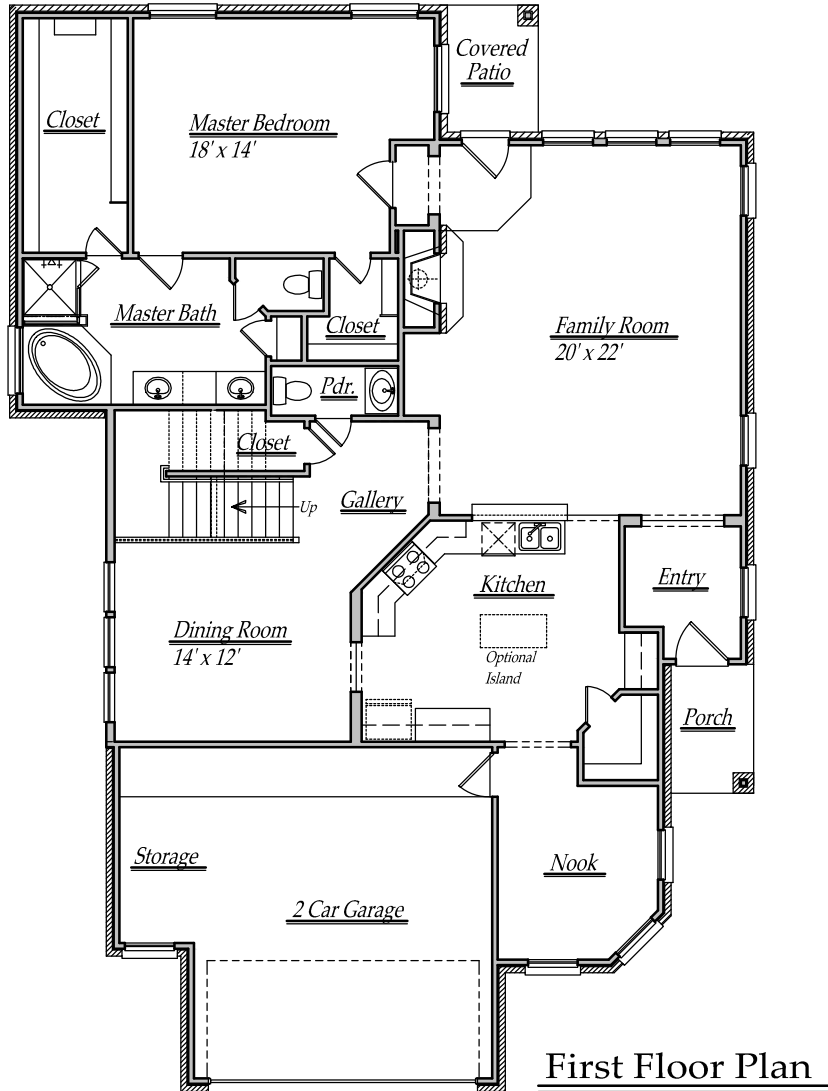 Covered
Patio
Closet
Master Bedroom
18' x 14'
Master Bath
Closet
Family Room
20' x 22'
Pdr.
Closet
Gallery
Up
Kitchen
Entry
Dining Room
14' x 12'
Optional
Island
Porch
Storage
Nook
2 Car Garage
First Floor Plan